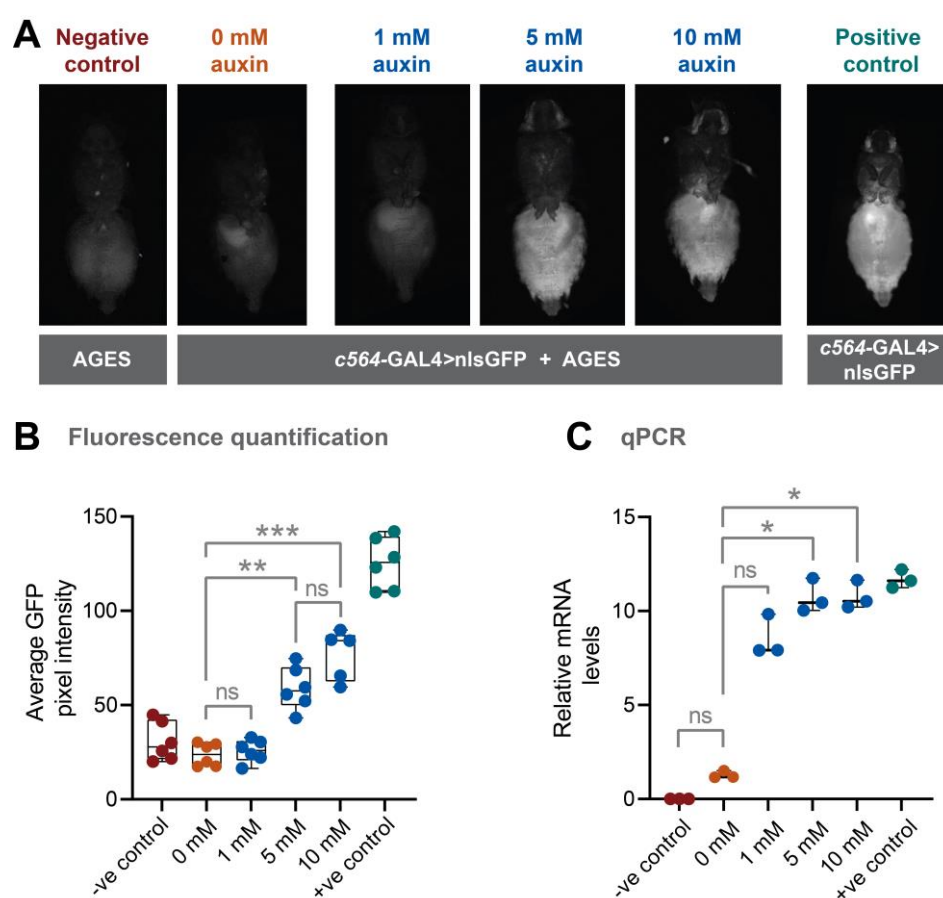 A
Negative control
0 mM auxin
1 mM auxin
5 mM auxin
10 mM auxin
Positive control
AGES
c564-GAL4>nlsGFP + AGES
c564-GAL4>
nlsGFP
B Fluorescence quantification
Average GFP
pixel intensity
150
100
50
0
***
**
ns
ns
-ve control
0 mM
1 mM
5 mM
10 mM
+ve control
C qPCR
Relative mRNA
levels
15
10
5
0
*
*
ns
ns
-ve control
0 mM
1 mM
5 mM
10 mM
+ve control